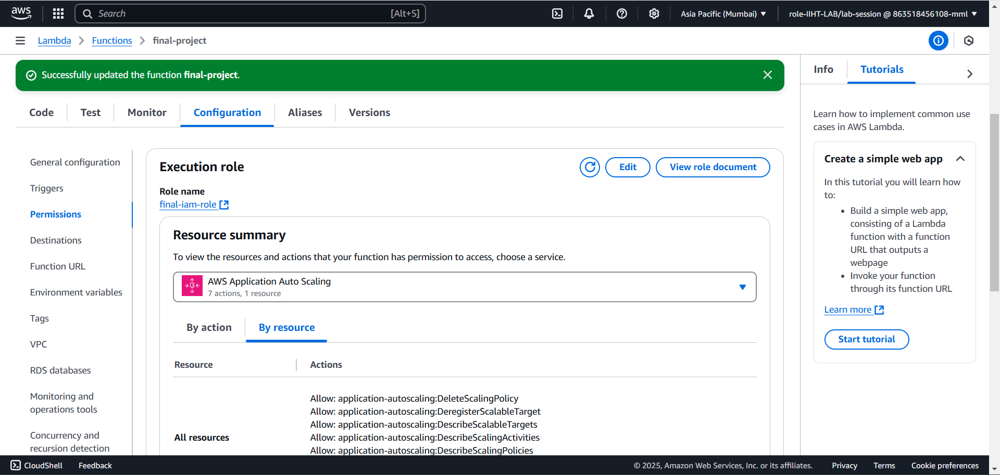 aws
Search
[Alt+S]
Asia Pacific (Mumbai)
role-IIHT-LAB/lab-session @ 863518456108-mml
Lambda
Functions
final-project
Successfully updated the function final-project.
Code
Test
Monitor
Configuration
Aliases
Versions
General configuration
Triggers
Permissions
Destinations
Function URL
Environment variables
Tags
VPC
RDS databases
Monitoring and
operations tools
Concurrency and
recursion detection
Execution role
Edit
View role document
Role name
final-iam-role
Resource summary
To view the resources and actions that your function has permission to access, choose a service.
AWS Application Auto Scaling
7 actions, 1 resource
By action
By resource
Resource
Actions
All resources
Allow: application-autoscaling:DeleteScalingPolicy
Allow: application-autoscaling:DeregisterScalableTarget
Allow: application-autoscaling:DescribeScalableTargets
Allow: application-autoscaling:DescribeScalingActivities
Allow: application-autoscaling:DescribeScalingPolicies
Info
Tutorials
Learn how to implement common use
cases in AWS Lambda.
Create a simple web app
In this tutorial you will learn how
to:
• Build a simple web app,
consisting of a Lambda
function with a function
URL that outputs a
webpage
• Invoke your function
through its function URL
Learn more
Start tutorial
CloudShell
Feedback
© 2025, Amazon Web Services, Inc. or its affiliates.
Privacy
Terms
Cookie preferences